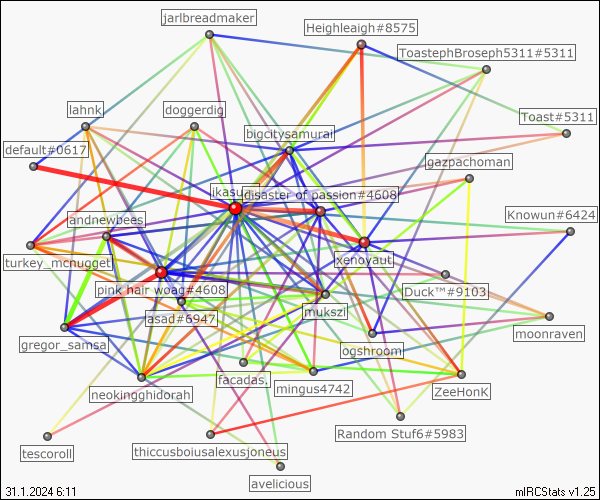 jarlbreadmaker
Heighleaigh#8575
ToastephBroseph5311#5311
lahnk
doggerdig
Toast#5311
bigcitysamurai
default#0617
gazpachoman
disaster of passion#4608
andnewbees
Knowun#6424
turkey_mcnugget
xenoyaut
pink hair woag#4608
Duck™#9103
asad#6947
mukszi
moonraven
gregor_samsa
ogshroom
facadas.
mingus4742
neokingghidorah
ZeeHonK
Random Stuf6#5983
tescoroll
thiccusboiusalexusjoneus
avelicious
31.1.2024 6:11
mIRCStats v1.25